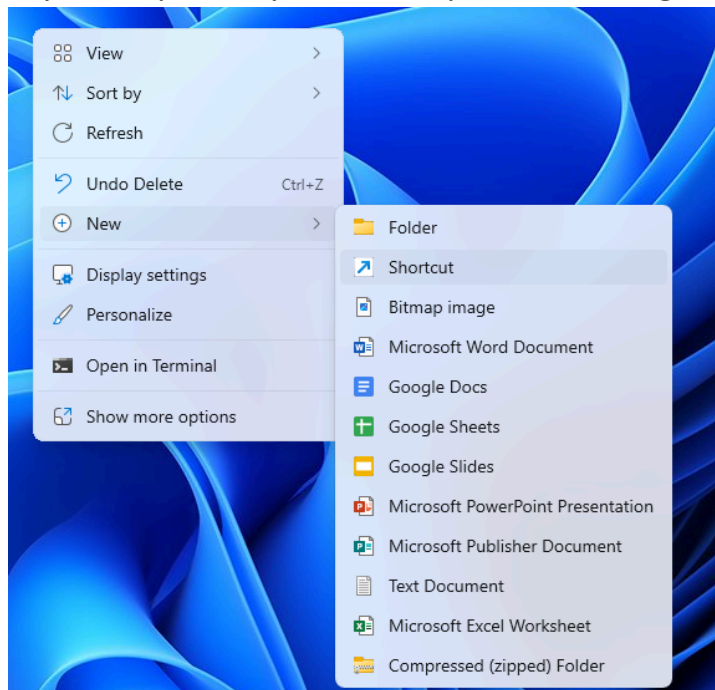 View
Sort by
Refresh
Undo Delete Ctrl+Z
New
Display settings
Personalize
Open in Terminal
Show more options
Folder
Shortcut
Bitmap image
Microsoft Word Document
Google Docs
Google Sheets
Google Slides
Microsoft PowerPoint Presentation
Microsoft Publisher Document
Text Document
Microsoft Excel Worksheet
Compressed (zipped) Folder